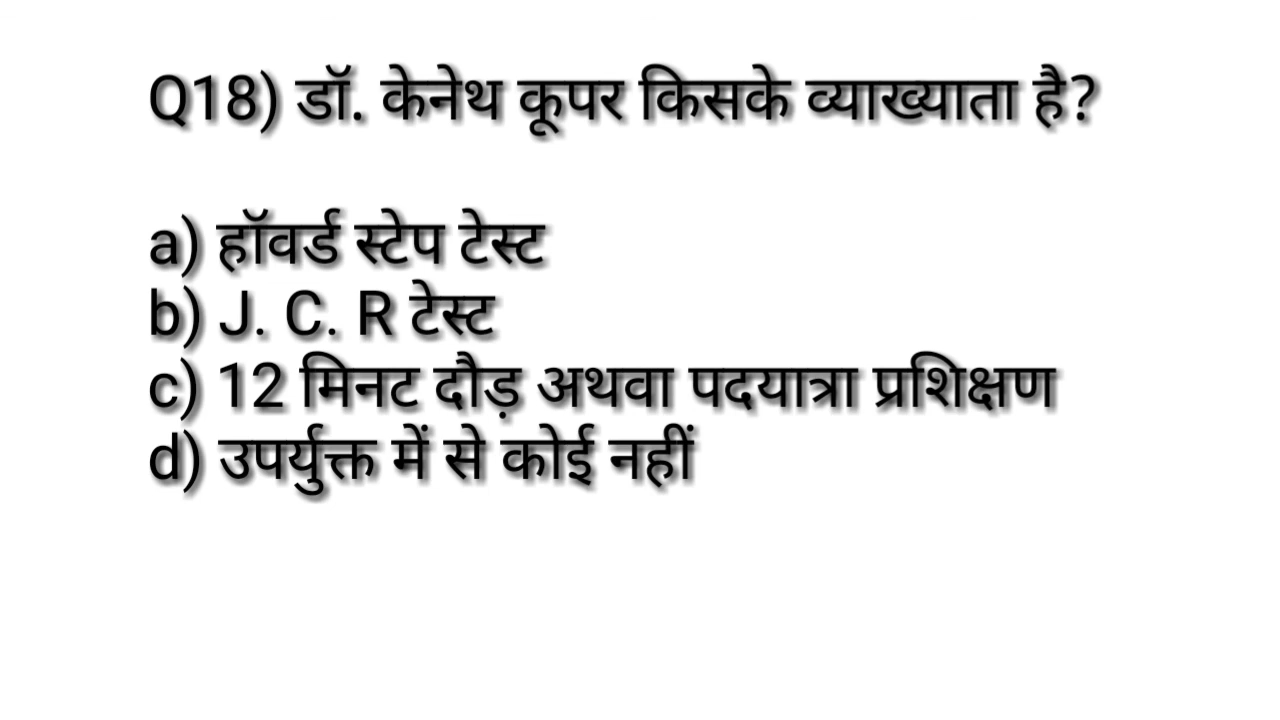 Q18) डॉ. केनेथ कूपर किसके व्याख्याता है?
a) हॉवर्ड स्टेप टेस्ट
b) J. C. R टेस्ट
c) 12 मिनट दौड़ अथवा पदयात्रा प्रशिक्षण
d) उपर्युक्त में से कोई नहीं